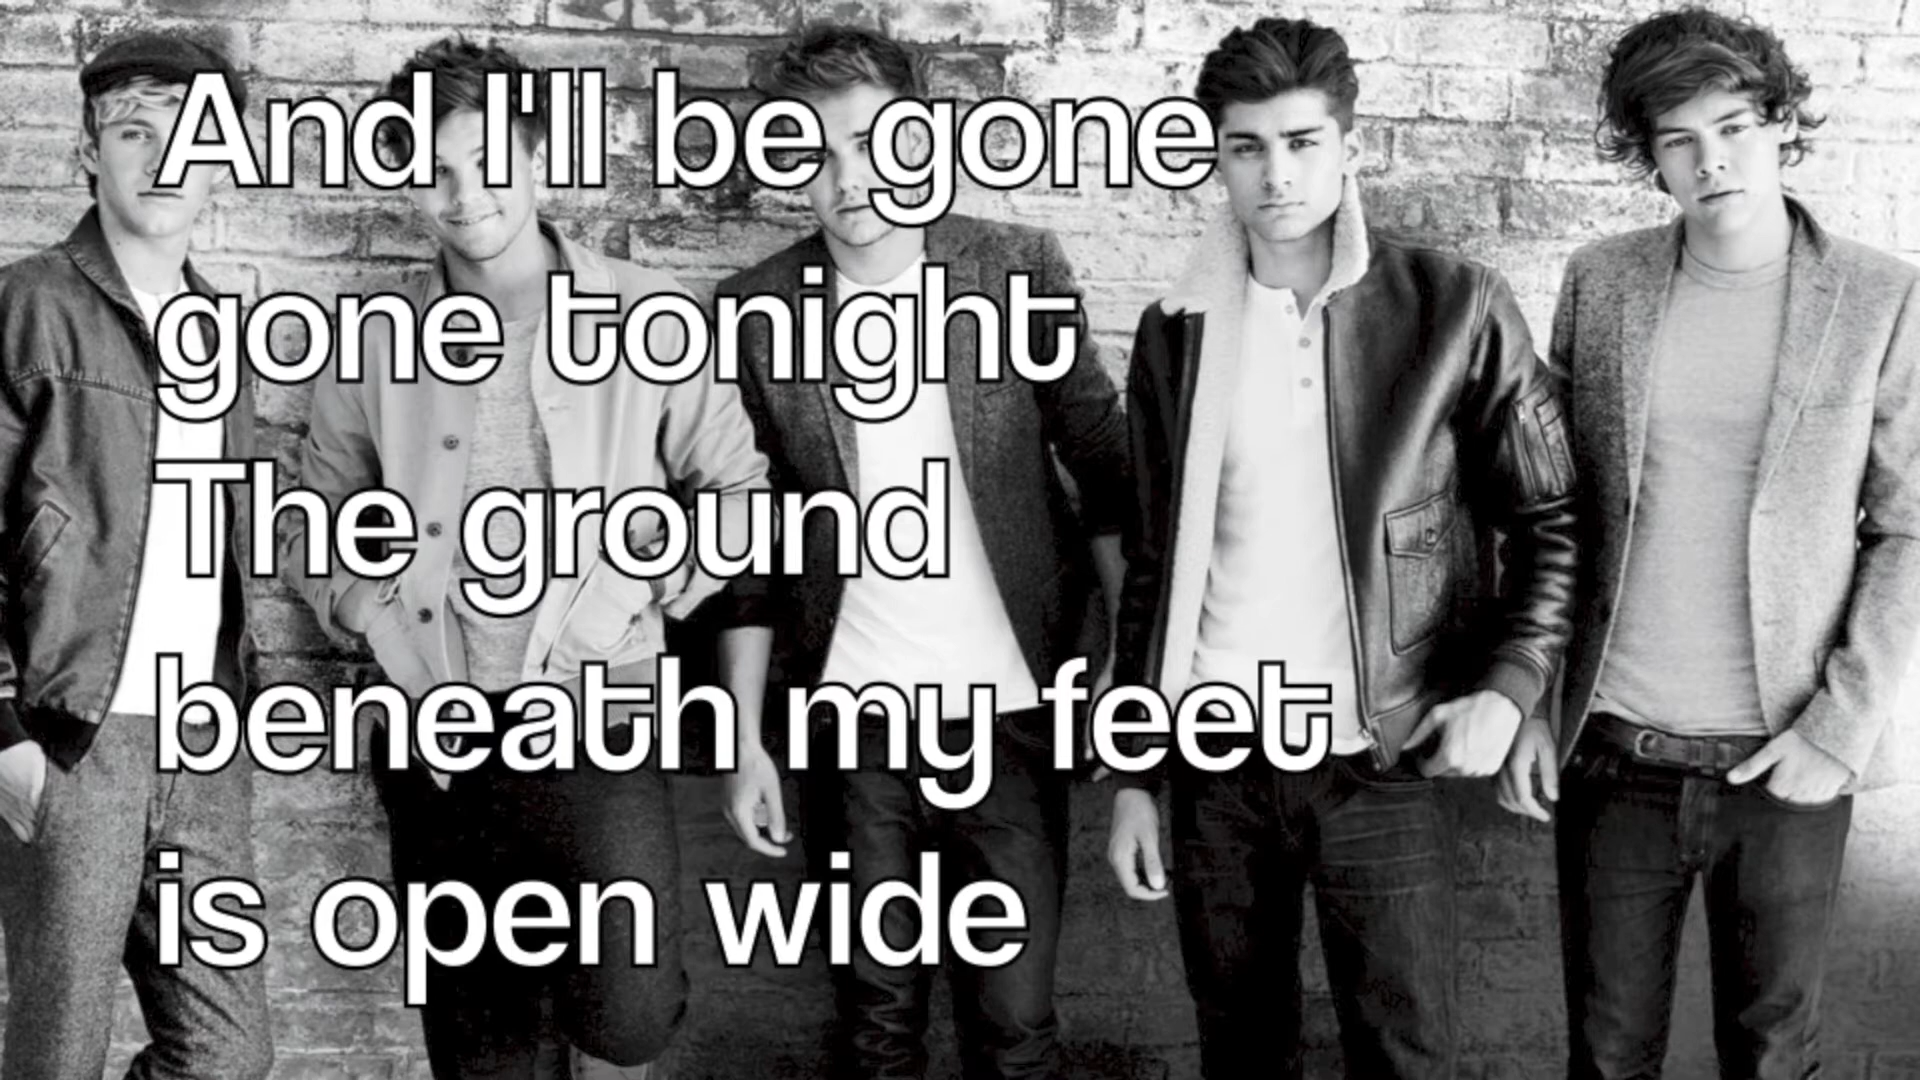 And I'll be gone
gone tonight
The ground
beneath my feet
is open wide